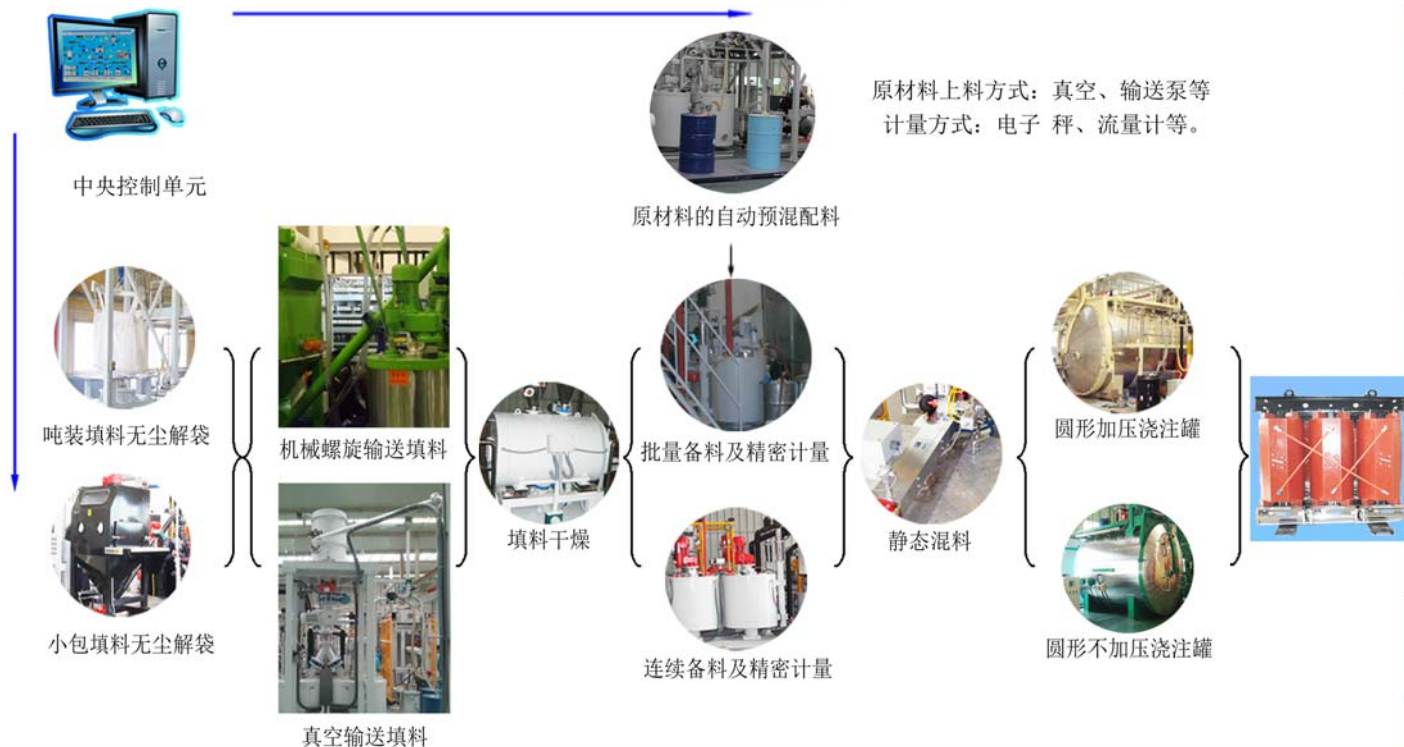 原材料上料方式：真空、输送泵等
计量方式：电子 秤、流量计等。
中央控制单元
原材料的自动预混配料
吨装填料无尘解袋
机械螺旋输送填料
批量备料及精密计量
圆形加压浇注罐
填料干燥
静态混料
小包填料无尘解袋
连续备料及精密计量
圆形不加压浇注罐
真空输送填料